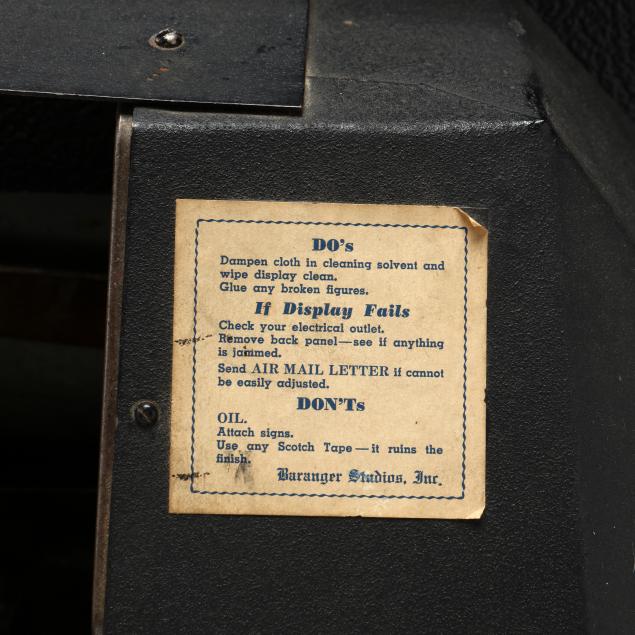 DO's
Dampen cloth in cleaning solvent and
wipe display clean.
Glue any broken figures.
If Display Fails
Check your electrical outlet.
Remove back panel—see if anything
is jammed.
Send AIR MAIL LETTER if cannot
be easily adjusted.
DON'Ts
OIL.
Attach signs.
Use any Scotch Tape—it ruins the
finish.
Baranger Studios, Inc.